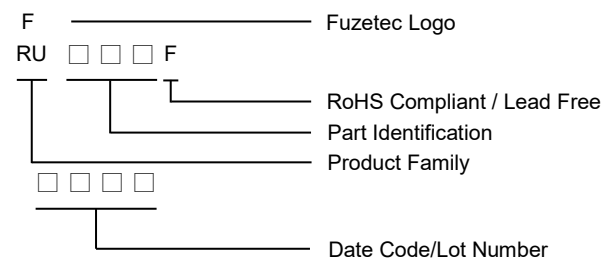 F Fuzetec Logo
RU □ □ □ F
RoHS Compliant / Lead Free
Part Identification
Product Family
□ □ □ □
Date Code/Lot Number